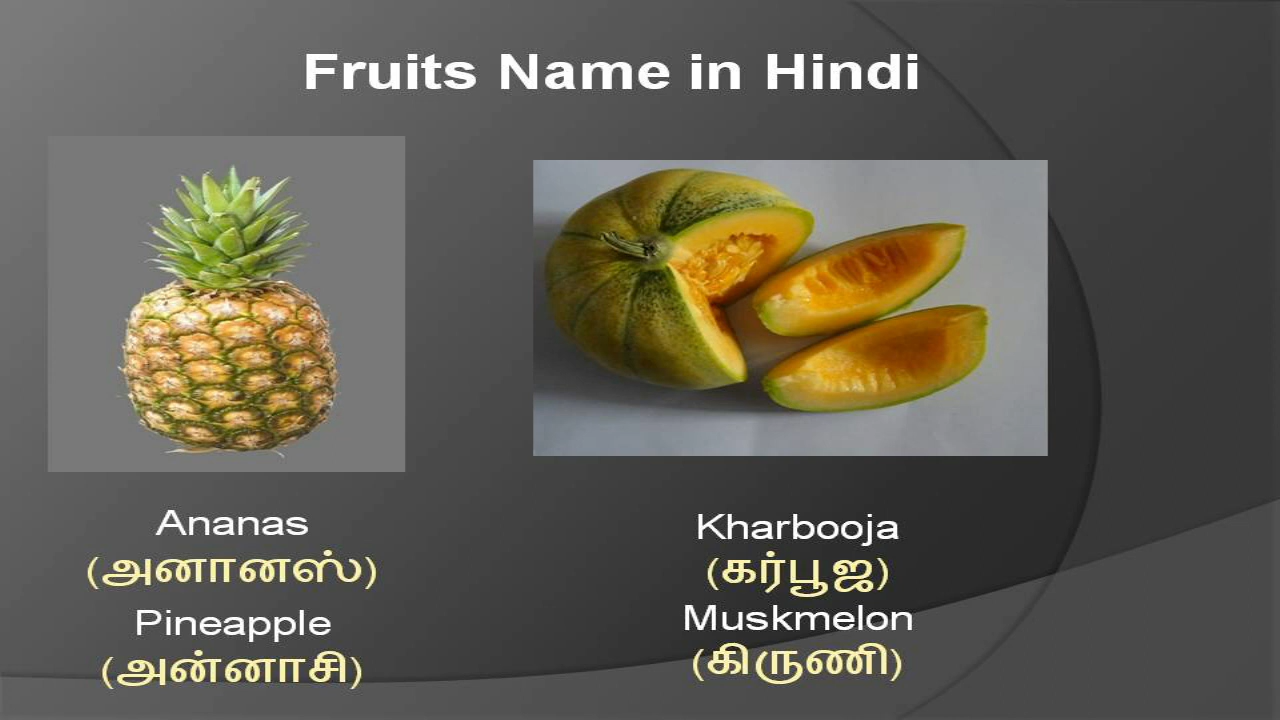 Fruits Name in Hindi
Ananas
(அனானஸ்)
Pineapple
(அன்னாசி)
Kharbooja
(கர்பூஜ)
Muskmelon
(கிருணி)